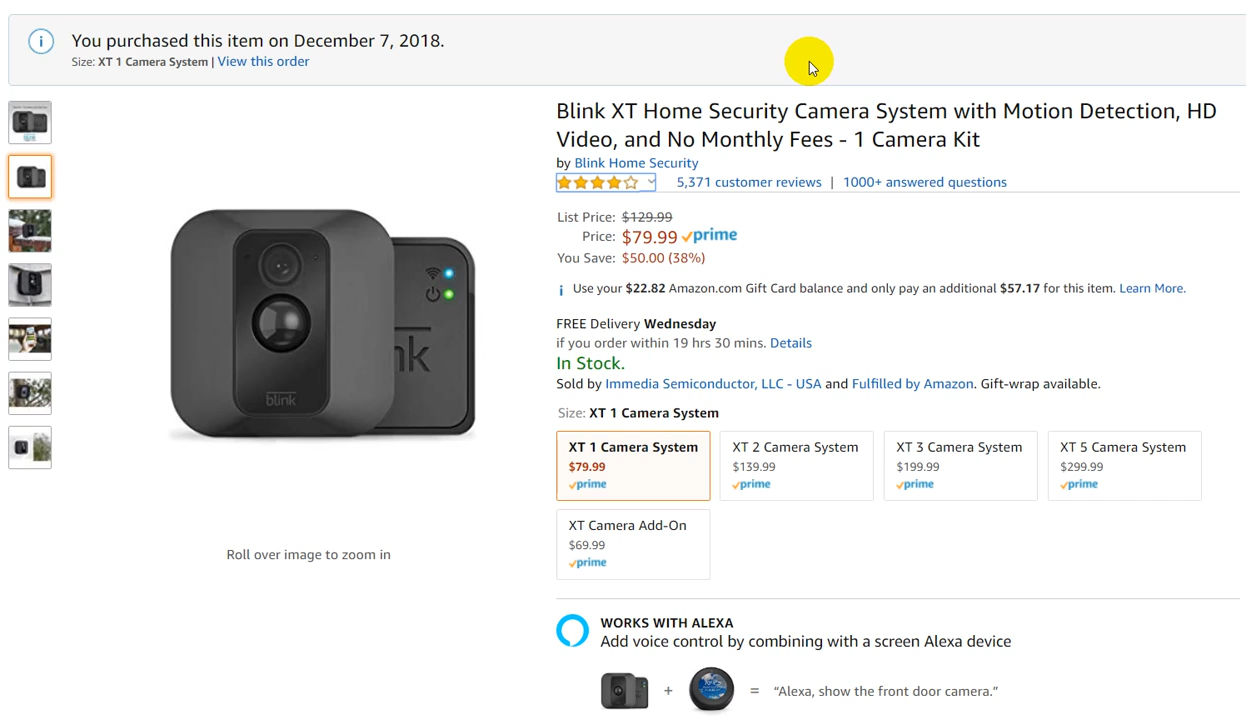 You purchased this item on December 7, 2018.
Size: XT 1 Camera System | View this order
Blink XT Home Security Camera System with Motion Detection, HD
Video, and No Monthly Fees - 1 Camera Kit
by Blink Home Security
5,371 customer reviews | 1000+ answered questions
List Price: $129.99
Price: $79.99 prime
You Save: $50.00 (38%)
Use your $22.82 Amazon.com Gift Card balance and only pay an additional $57.17 for this item. Learn More.
FREE Delivery Wednesday
if you order within 19 hrs 30 mins. Details
In Stock.
Sold by Immedia Semiconductor, LLC - USA and Fulfilled by Amazon. Gift-wrap available.
Size: XT 1 Camera System
XT 1 Camera System
$79.99
prime
XT 2 Camera System
$139.99
prime
XT 3 Camera System
$199.99
prime
XT 5 Camera System
$299.99
prime
XT Camera Add-On
$69.99
prime
blink
nk
Roll over image to zoom in
WORKS WITH ALEXA
Add voice control by combining with a screen Alexa device
+ = “Alexa, show the front door camera.”